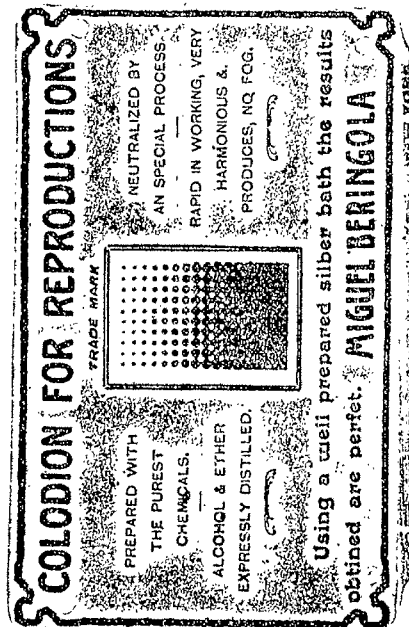 COLODION FOR REPRODUCTIONS
TRADE MARK
PREPARED WITH
THE PUREST
CHEMICALS.
ALCOHOL & ETHER
EXPRESSLY DISTILLED.
NEUTRALIZED BY
AN SPECIAL PROCESS.
RAPID IN WORKING, VERY
HARMONIOUS &.
PRODUCES, NO FOG.
Using a well prepared silber bath the results
obtined are perfet. MIGUEL BERINGOLA